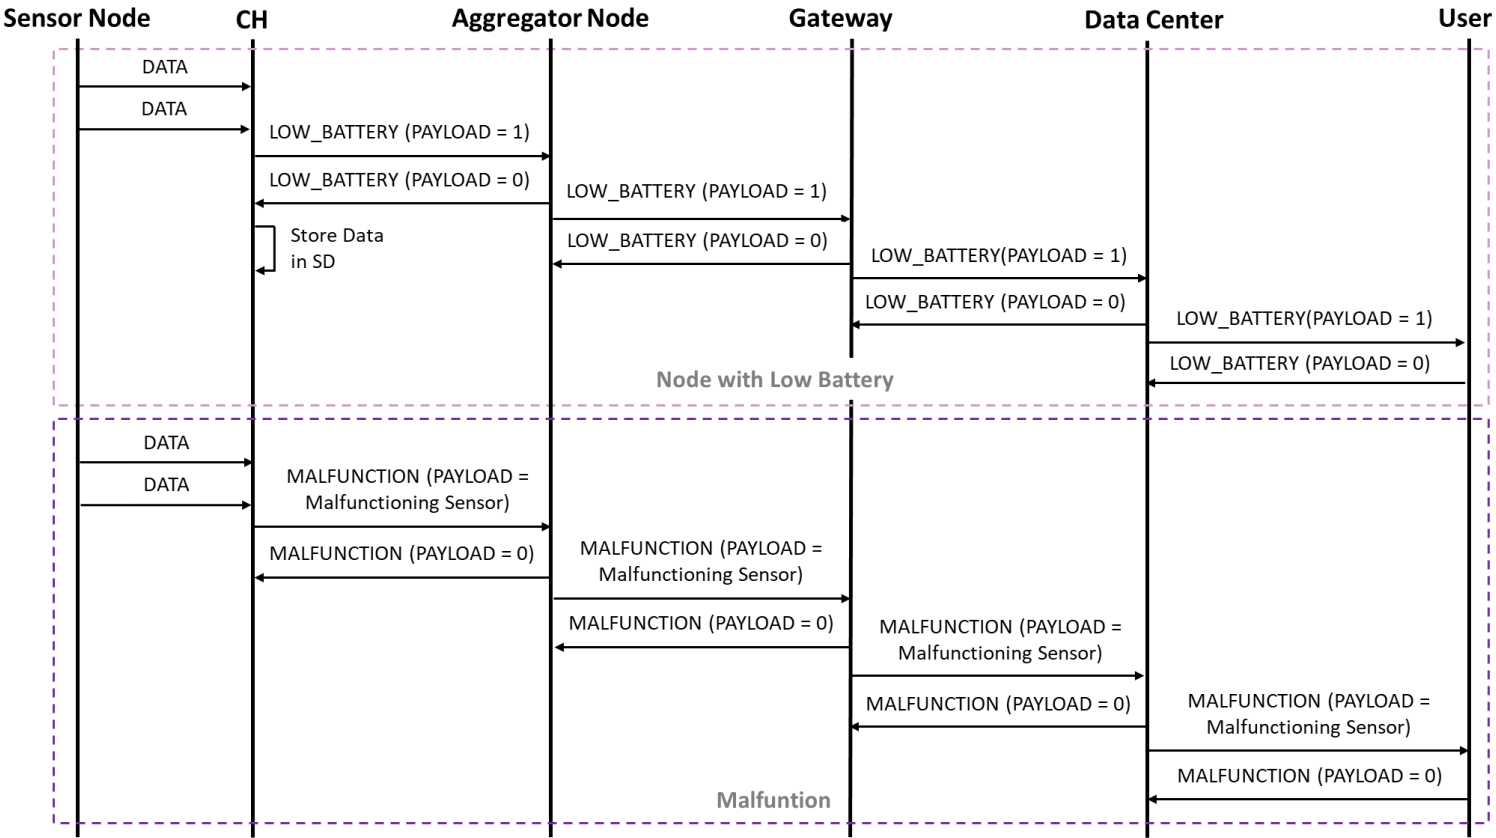 Sensor Node
CH
Aggregator Node
Gateway
Data Center
User
DATA
DATA
LOW_BATTERY (PAYLOAD = 1)
LOW_BATTERY (PAYLOAD = 0)
LOW_BATTERY (PAYLOAD = 1)
Store Data
in SD
LOW_BATTERY (PAYLOAD = 0)
LOW_BATTERY(PAYLOAD = 1)
LOW_BATTERY (PAYLOAD = 0)
LOW_BATTERY(PAYLOAD = 1)
LOW_BATTERY (PAYLOAD = 0)
Node with Low Battery
DATA
DATA
MALFUNCTION (PAYLOAD =
Malfunctioning Sensor)
MALFUNCTION (PAYLOAD = 0)
MALFUNCTION (PAYLOAD =
Malfunctioning Sensor)
MALFUNCTION (PAYLOAD = 0)
MALFUNCTION (PAYLOAD =
Malfunctioning Sensor)
MALFUNCTION (PAYLOAD = 0)
MALFUNCTION (PAYLOAD =
Malfunctioning Sensor)
MALFUNCTION (PAYLOAD = 0)
Malfuntion